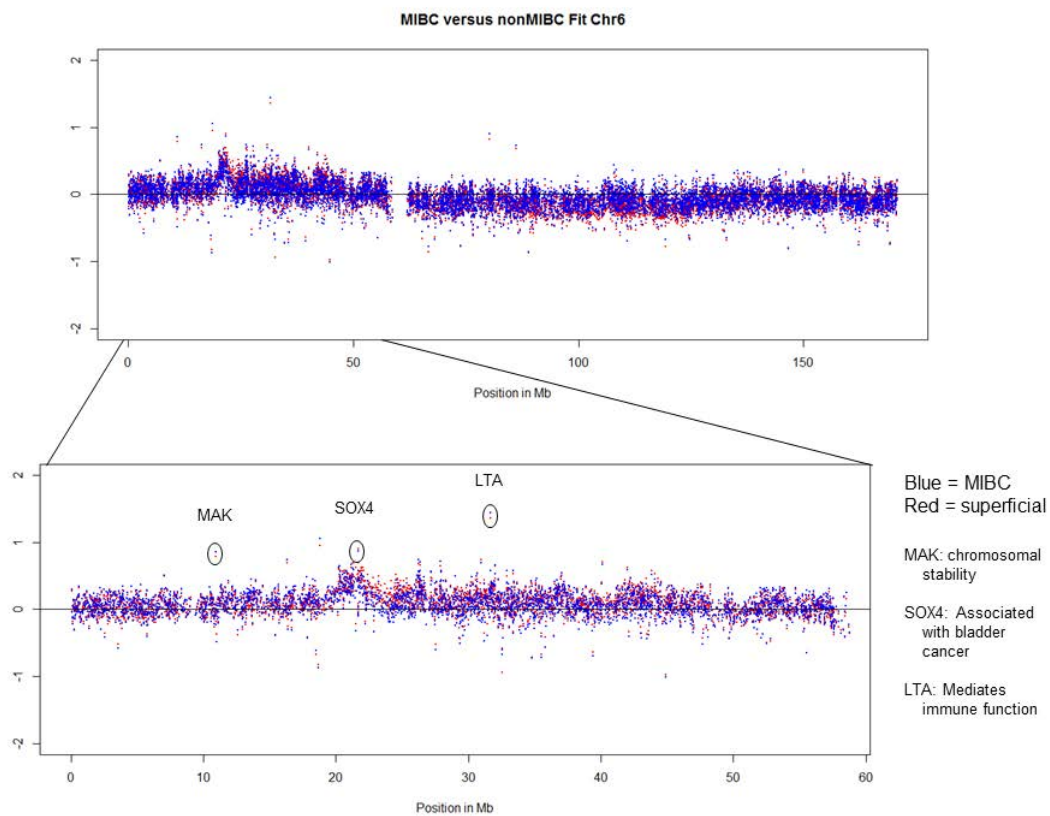 MIBC versus nonMIBC Fit Chr6
2
1
0
-1
-2
0 50 100 150
Position in Mb
2
1
0
-1
-2
MAK
SOX4
LTA
0 10 20 30 40 50 60
Position in Mb
Blue = MIBC
Red = superficial
MAK: chromosomal
stability
SOX4: Associated
with bladder
cancer
LTA: Mediates
immune function